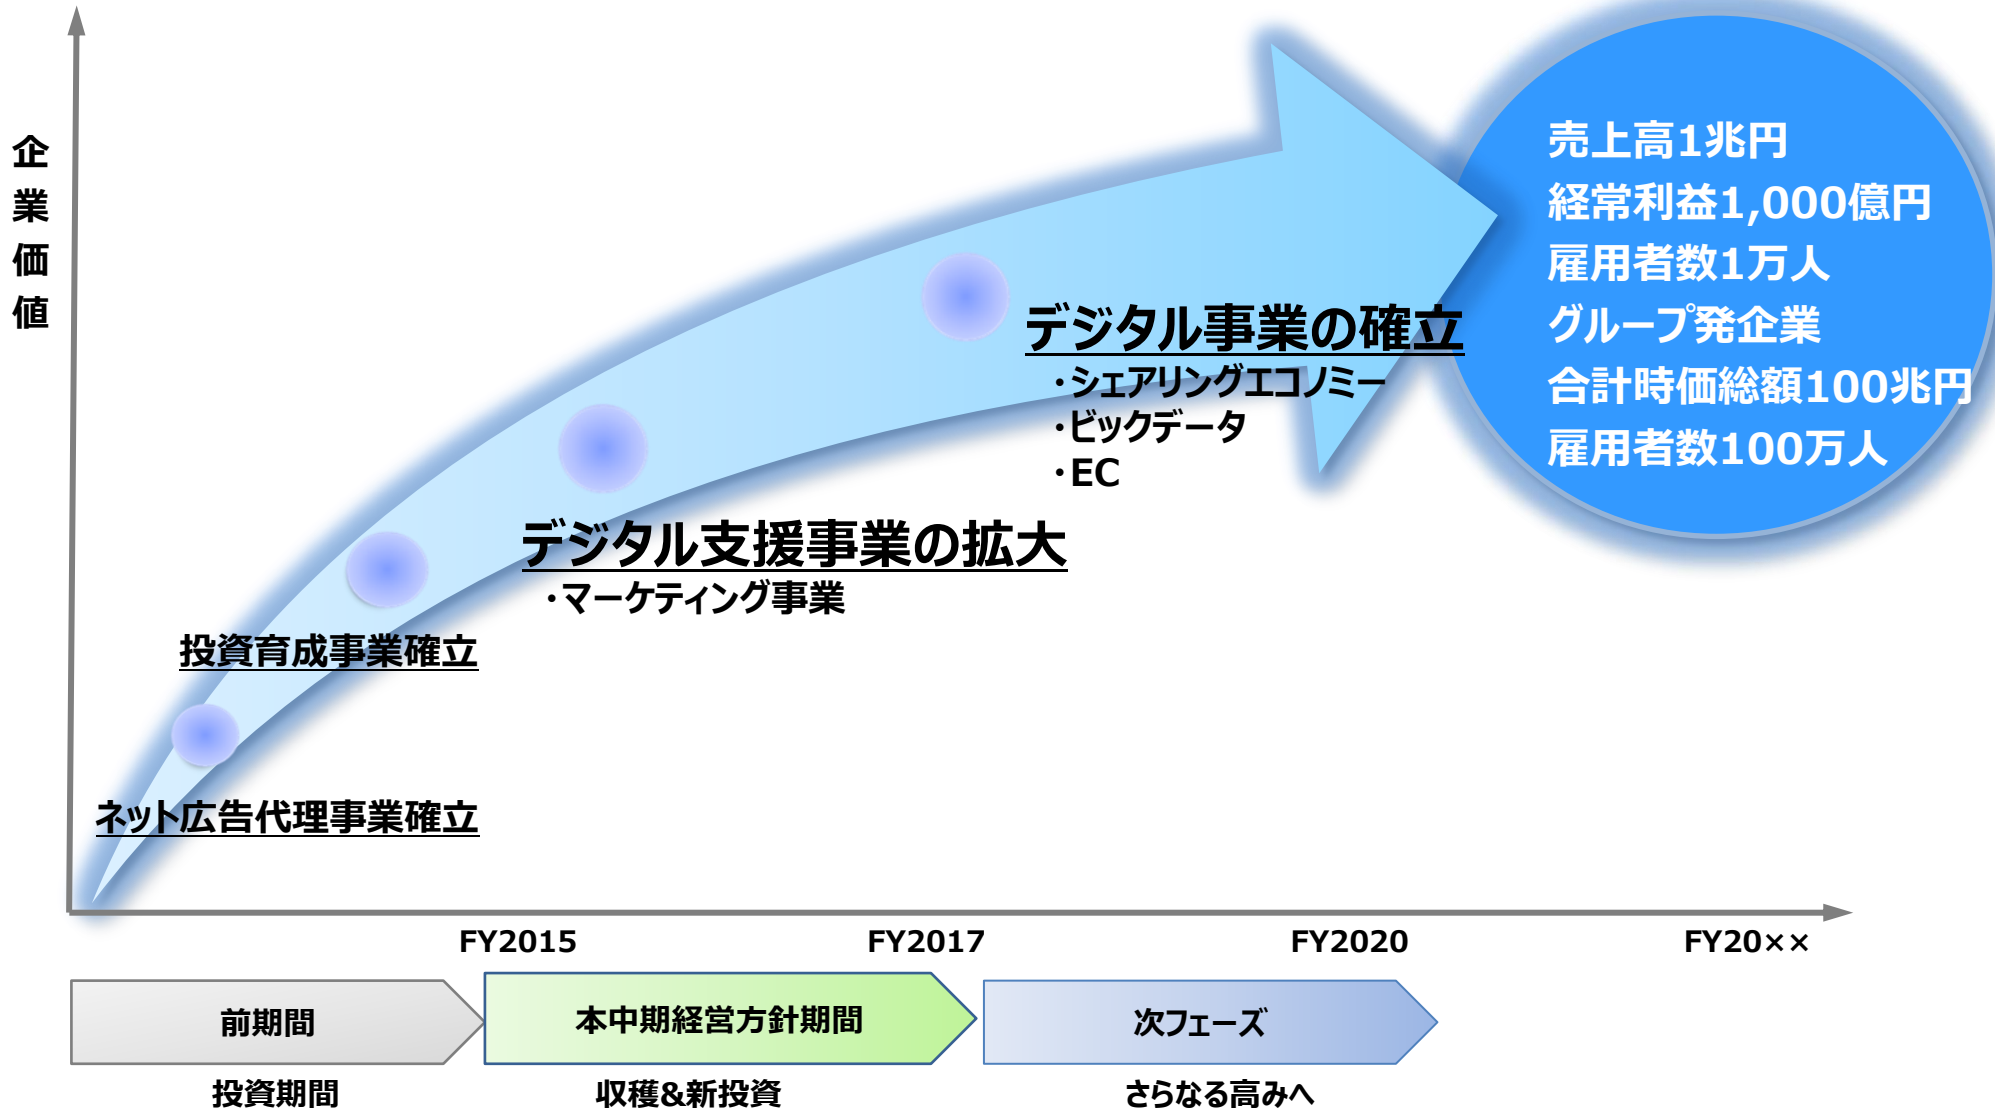 企業価値
売上高1兆円
経常利益1,000億円
雇用者数1万人
グループ発企業
合計時価総額100兆円
雇用者数100万人
デジタル事業の確立
・シェアリングエコノミー
・ビックデータ
・EC
デジタル支援事業の拡大
・マーケティング事業
投資育成事業確立
ネット広告代理事業確立
FY2015 FY2017 FY2020 FY20××
前期間 本中期経営方針期間 次フェーズ
投資期間 収穫&新投資 さらなる高みへ